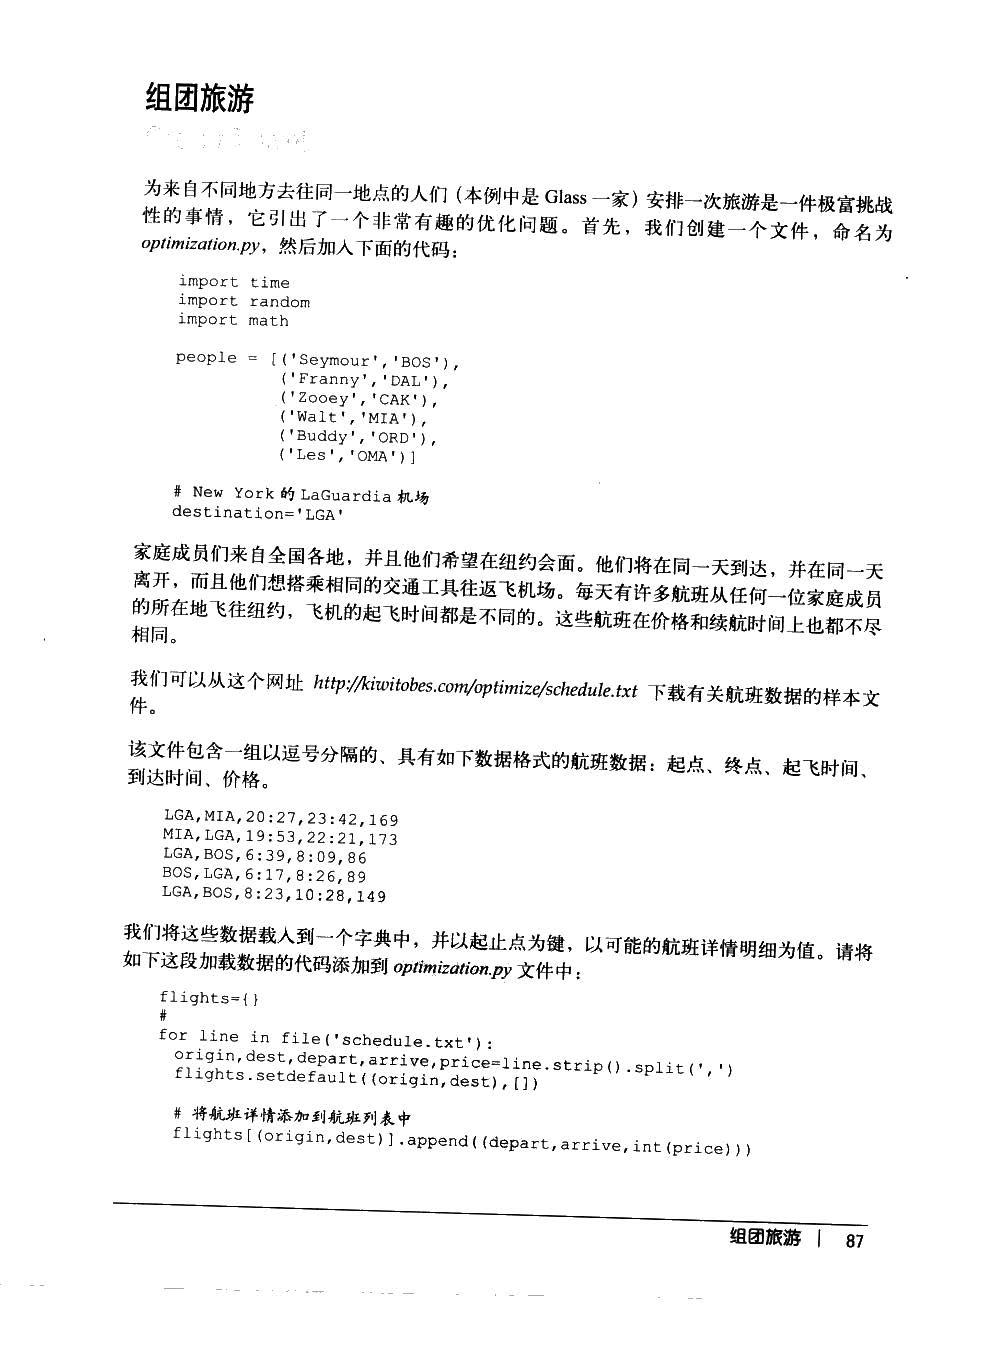 组团旅游
为来自不同地方去往同一地点的人们（本例中是 Glass 一家）安排一次旅游是一件极富挑战
性的事情，它引出了一个非常有趣的优化问题。首先，我们创建一个文件，命名为
optimization.py，然后加入下面的代码：
import time
import random
import math
people = [('Seymour','BOS'),
('Franny','DAL'),
('Zooey','CAK'),
('Walt','MIA'),
('Buddy','ORD'),
('Les','OMA')]
# New York 的 LaGuardia 机场
destination='LGA'
家庭成员们来自全国各地，并且他们希望在纽约会面。他们将在同一天到达，并在同一天
离开，而且他们想搭乘相同的交通工具往返飞机场。每天有许多航班从任何一位家庭成员
的所在地飞往纽约，飞机的起飞时间都是不同的。这些航班在价格和续航时间上也都不尽
相同。
我们可以从这个网址 http://kiwitobes.com/optimize/schedule.txt 下载有关航班数据的样本文
件。
该文件包含一组以逗号分隔的、具有如下数据格式的航班数据：起点、终点、起飞时间、
到达时间、价格。
LGA,MIA,20:27,23:42,169
MIA,LGA,19:53,22:21,173
LGA,BOS,6:39,8:09,86
BOS,LGA,6:17,8:26,89
LGA,BOS,8:23,10:28,149
我们将这些数据载入到一个字典中，并以起止点为键，以可能的航班详情明细为值。请将
如下这段加载数据的代码添加到 optimization.py 文件中：
flights={}
#
for line in file('schedule.txt'):
origin,dest,depart,arrive,price=line.strip().split(',')
flights.setdefault((origin,dest),[])
# 将航班详情添加到航班列表中
flights[(origin,dest)].append((depart,arrive,int(price)))
组团旅游 | 87